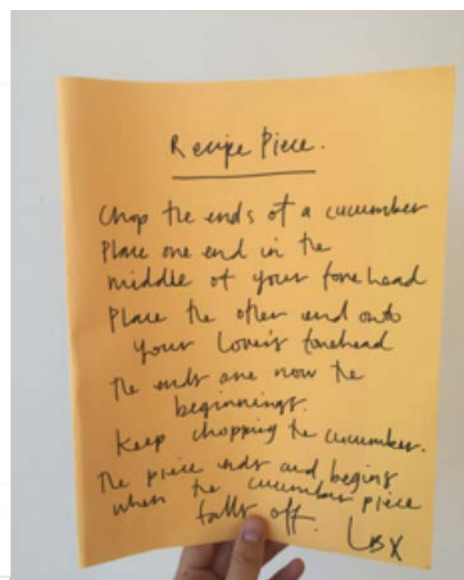 Recipe Piece.
Chop the ends of a cucumber
Place one end in the
middle of your forehead
Place the other end onto
your lover's forehead
The ends are now the
beginnings.
Keep chopping the cucumber.
The piece ends and begins
when the cucumber piece
falls off.
LBX